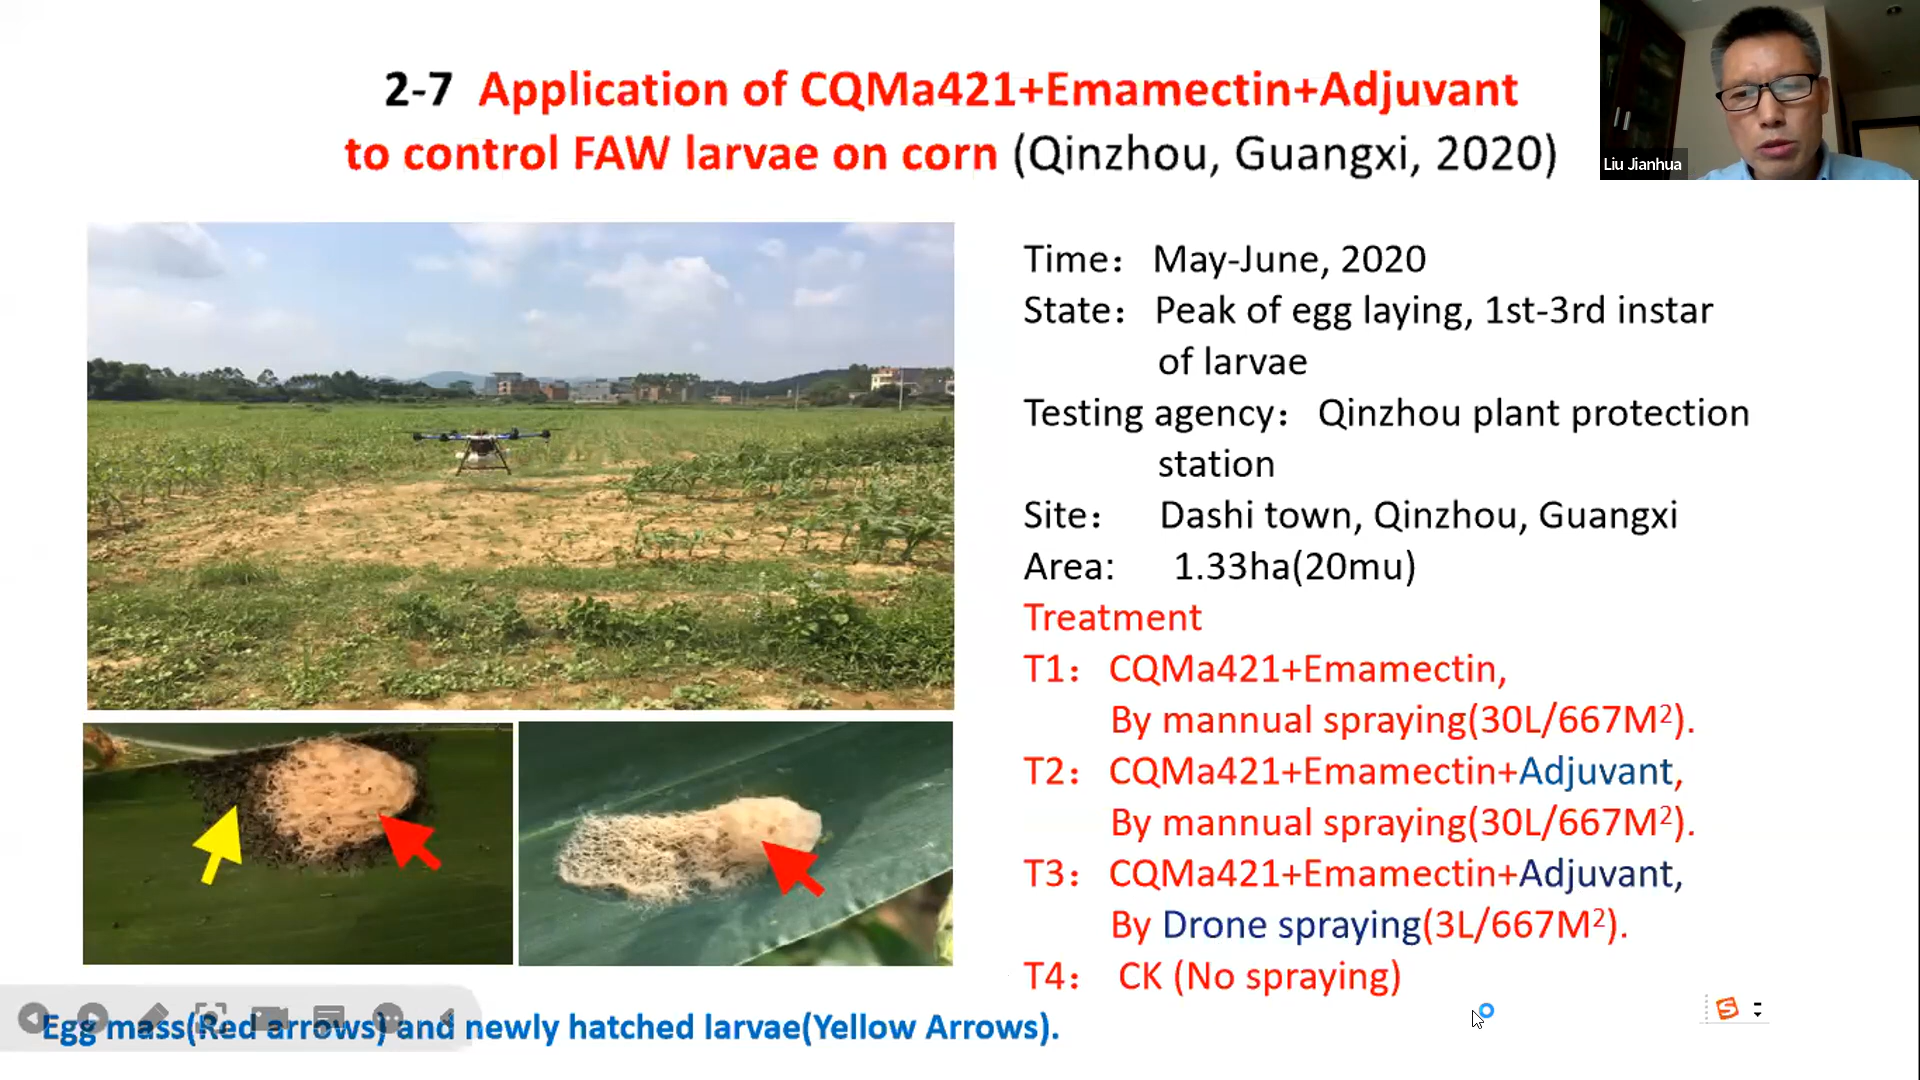 2-7 Application of CQMa421+Emamectin+Adjuvant
to control FAW larvae on corn (Qinzhou, Guangxi, 2020)
Liu Jianhua
Time： May-June, 2020
State： Peak of egg laying, 1st-3rd instar
of larvae
Testing agency： Qinzhou plant protection
station
Site： Dashi town, Qinzhou, Guangxi
Area: 1.33ha(20mu)
Treatment
T1： CQMa421+Emamectin,
By mannual spraying(30L/667M²).
T2： CQMa421+Emamectin+Adjuvant,
By mannual spraying(30L/667M²).
T3： CQMa421+Emamectin+Adjuvant,
By Drone spraying(3L/667M²).
T4： CK (No spraying)
Egg mass(Red arrows) and newly hatched larvae(Yellow Arrows).